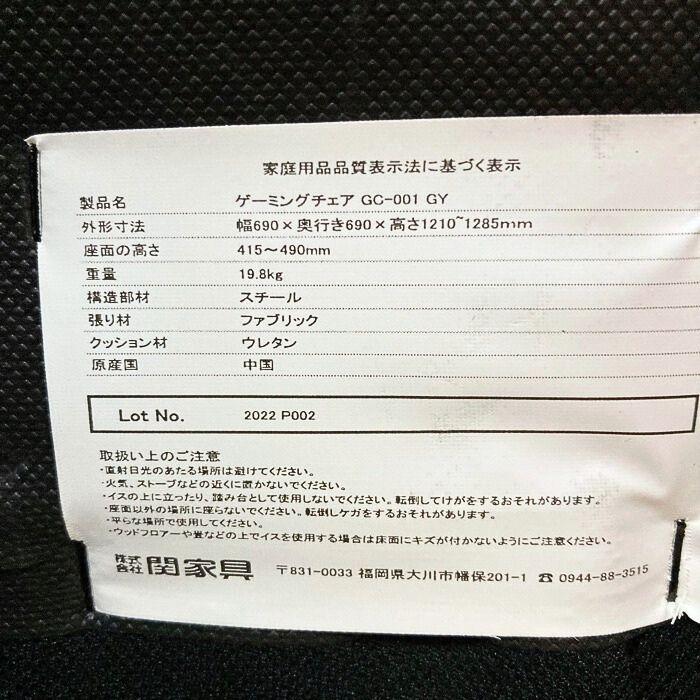 家庭用品品質表示法に基づく表示
製品名 ゲーミングチェア GC-001 GY
外形寸法 幅690×奥行き690×高さ1210~1285mm
座面の高さ 415～490mm
重量 19.8kg
構造部材 スチール
張り材 ファブリック
クッション材 ウレタン
原産国 中国
Lot No. 2022 P002
取扱い上のご注意
・直射日光のあたる場所は避けてください。
・火気、ストーブなどの近くに置かないでください。
・イスの上に立ったり、踏み台として使用しないでください。転倒してけがをするおそれがあります。
・座面以外の場所に座らないでください。転倒しケガをするおそれがあります。
・平らな場所で使用してください。
・ウッドフロアーや畳などの上でイスを使用する場合は床面にキズが付かないようにご注意ください。
株式会社 関家具 〒831-0033 福岡県大川市幡保201-1 ☎ 0944-88-3515